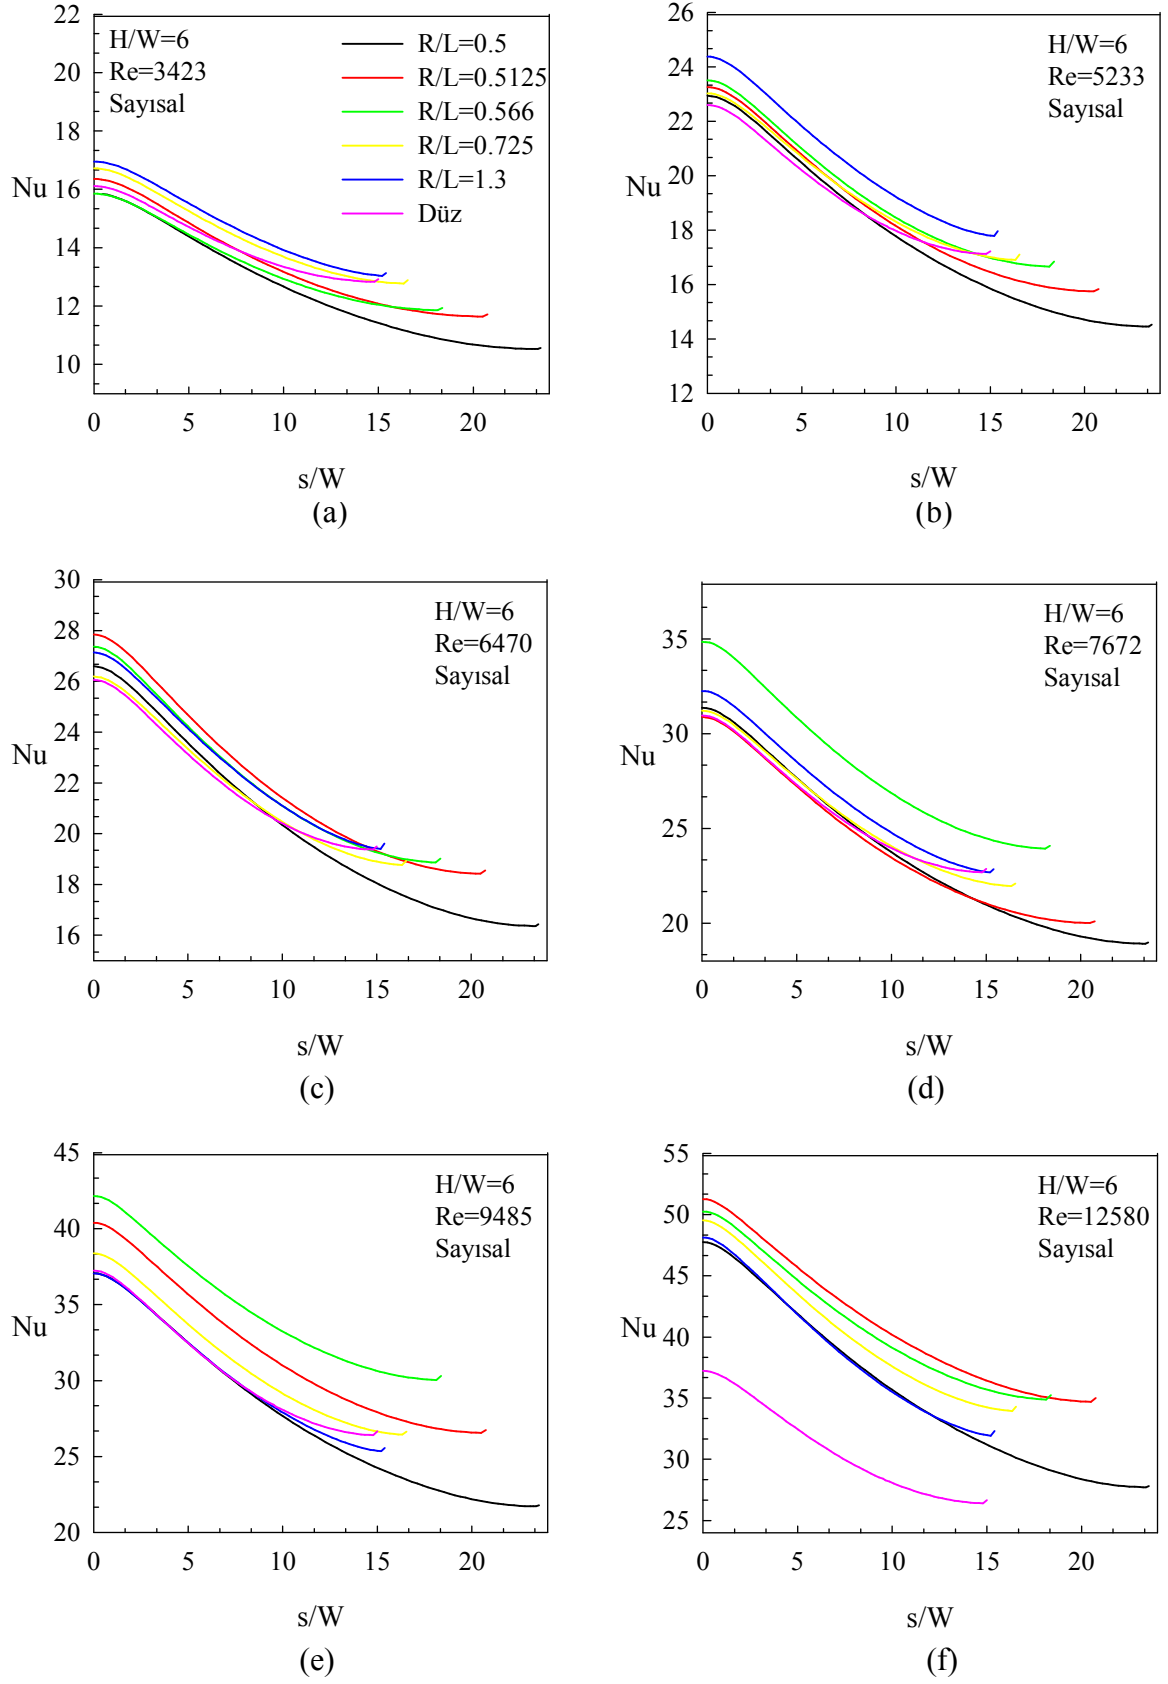 22
20
18
16
14
12
10
Nu
H/W=6
Re=3423
Sayısal
R/L=0.5
R/L=0.5125
R/L=0.566
R/L=0.725
R/L=1.3
Düz
0 5 10 15 20
s/W
(a)
26
24
22
20
18
16
14
12
Nu
H/W=6
Re=5233
Sayısal
0 5 10 15 20
s/W
(b)
30
28
26
24
22
20
18
16
Nu
H/W=6
Re=6470
Sayısal
0 5 10 15 20
s/W
(c)
35
30
25
20
Nu
H/W=6
Re=7672
Sayısal
0 5 10 15 20
s/W
(d)
45
40
35
30
25
20
Nu
H/W=6
Re=9485
Sayısal
0 5 10 15 20
s/W
(e)
55
50
45
40
35
30
25
Nu
H/W=6
Re=12580
Sayısal
0 5 10 15 20
s/W
(f)